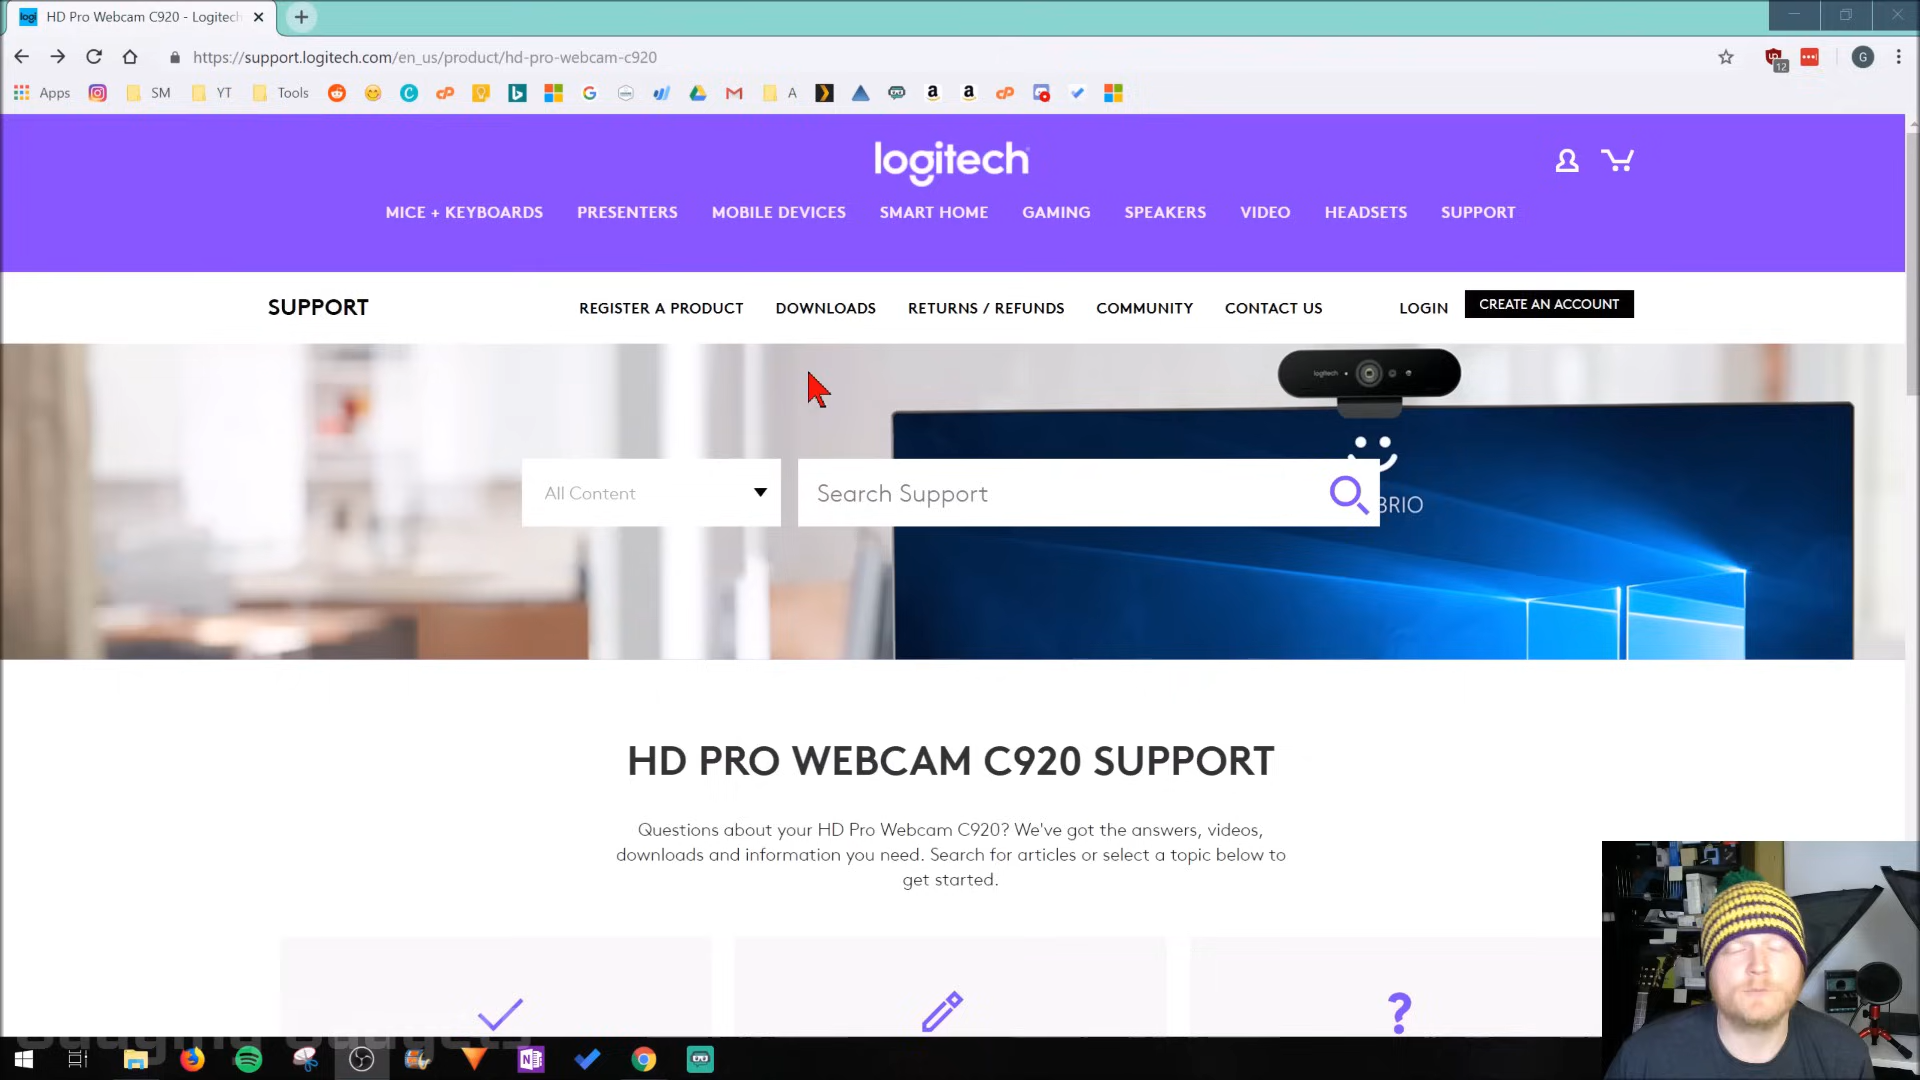 HD Pro Webcam C920 - Logitech
https://support.logitech.com/en_us/product/hd-pro-webcam-c920
12
G
Apps
SM
YT
Tools
A
logitech
MICE + KEYBOARDS
PRESENTERS
MOBILE DEVICES
SMART HOME
GAMING
SPEAKERS
VIDEO
HEADSETS
SUPPORT
SUPPORT
REGISTER A PRODUCT
DOWNLOADS
RETURNS / REFUNDS
COMMUNITY
CONTACT US
LOGIN
CREATE AN ACCOUNT
logitech
All Content
Search Support
BRIO
HD PRO WEBCAM C920 SUPPORT
Questions about your HD Pro Webcam C920? We've got the answers, videos,
downloads and information you need. Search for articles or select a topic below to
get started.
?